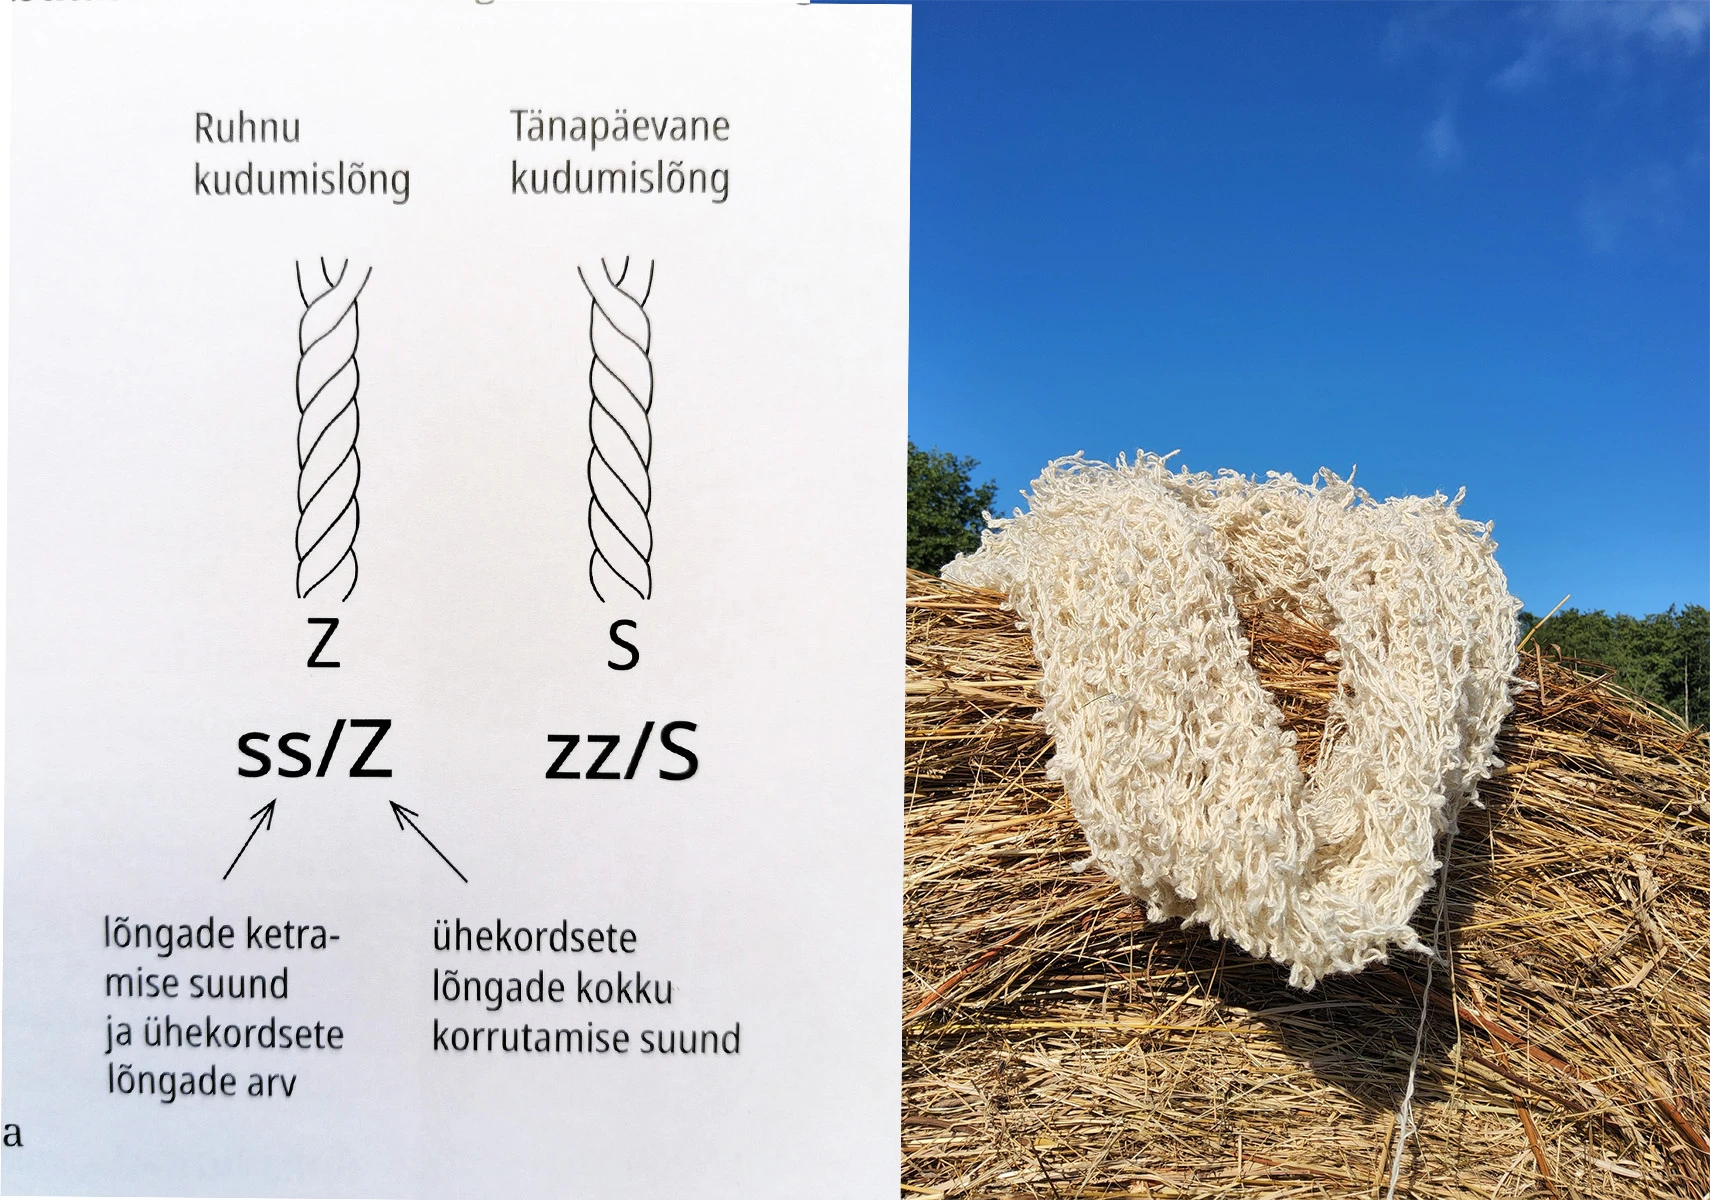 Ruhnu
kudumislõng
Tänapäevane
kudumislõng
Z
S
ss/Z
zz/S
lõngade ketra-
mise suund
ja ühekordsete
lõngade arv
ühekordsete
lõngade kokku
korrutamise suund
a